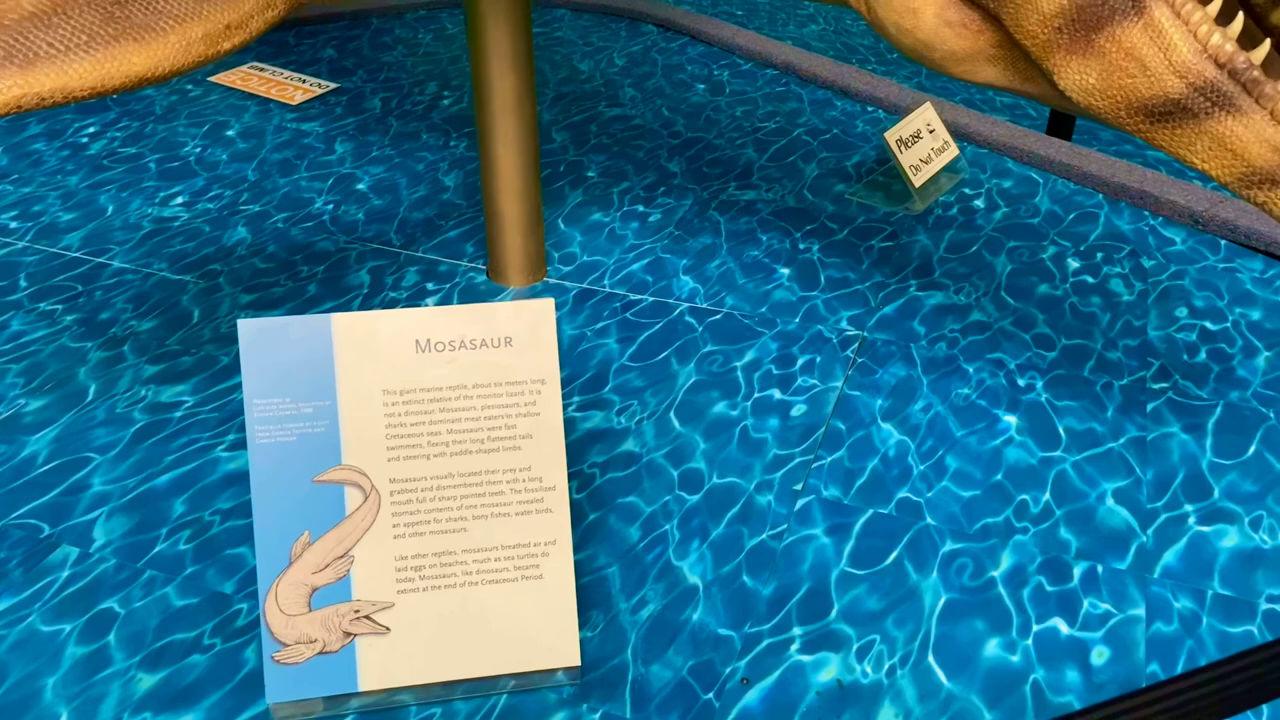 NOTICE
DO NOT CLIMB
Please
Do Not Touch
MOSASAUR
This giant marine reptile, about six meters long,
is an extinct relative of the monitor lizard. It is
not a dinosaur. Mosasaurs, plesiosaurs, and
sharks were dominant meat eaters in shallow
Cretaceous seas. Mosasaurs were fast
swimmers, flexing their long flattened tails
and steering with paddle-shaped limbs.
Mosasaurs visually located their prey and
grabbed and dismembered them with a long
mouth full of sharp pointed teeth. The fossilized
stomach contents of one mosasaur revealed
an appetite for sharks, bony fishes, water birds,
and other mosasaurs.
Like other reptiles, mosasaurs breathed air and
laid eggs on beaches, much as sea turtles do
today. Mosasaurs, like dinosaurs, became
extinct at the end of the Cretaceous Period.